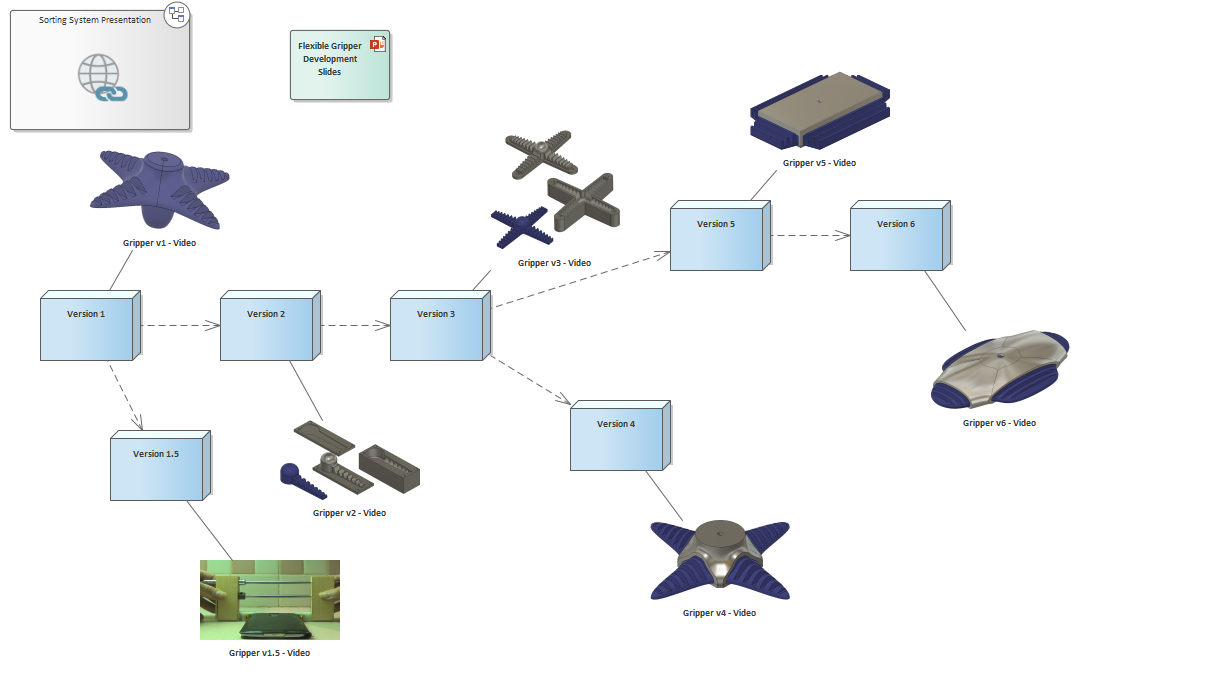 Sorting System Presentation
Flexible Gripper
Development
Slides
P
Gripper v5 - Video
Gripper v1 - Video
Gripper v3 - Video
Version 5
Version 6
Version 1
Version 2
Version 3
Gripper v6 - Video
Version 4
Version 1.5
Gripper v2 - Video
Gripper v4 - Video
Gripper v1.5 - Video